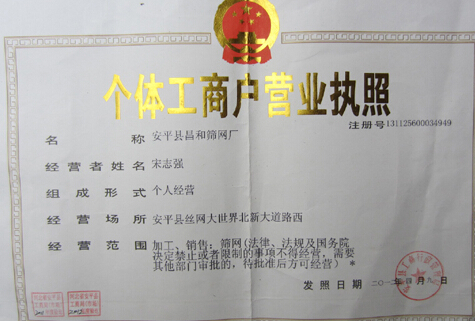 个体工商户营业执照
注册号131125600034949
名 称 安平县昌和筛网厂
经营者姓名 宋志强
组成形式 个人经营
经营场所 安平县丝网大世界北新大道路西
经营范围 加工、销售：筛网(法律、法规及国务院
决定禁止或者限制的事项不得经营，需要
其他部门审批的，待批准后方可经营）*
发照日期